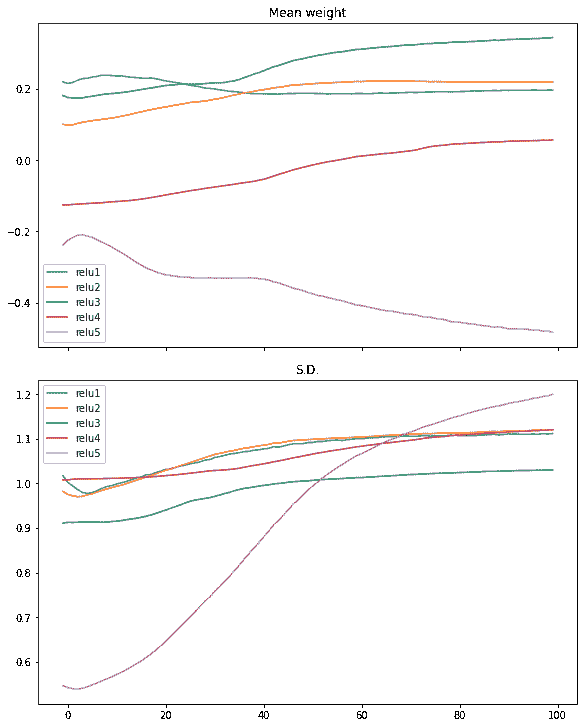 Mean weight
0.2
0.0
−0.2
−0.4
relu1
relu2
relu3
relu4
relu5
S.D.
1.2
1.1
1.0
0.9
0.8
0.7
0.6
relu1
relu2
relu3
relu4
relu5
0 20 40 60 80 100